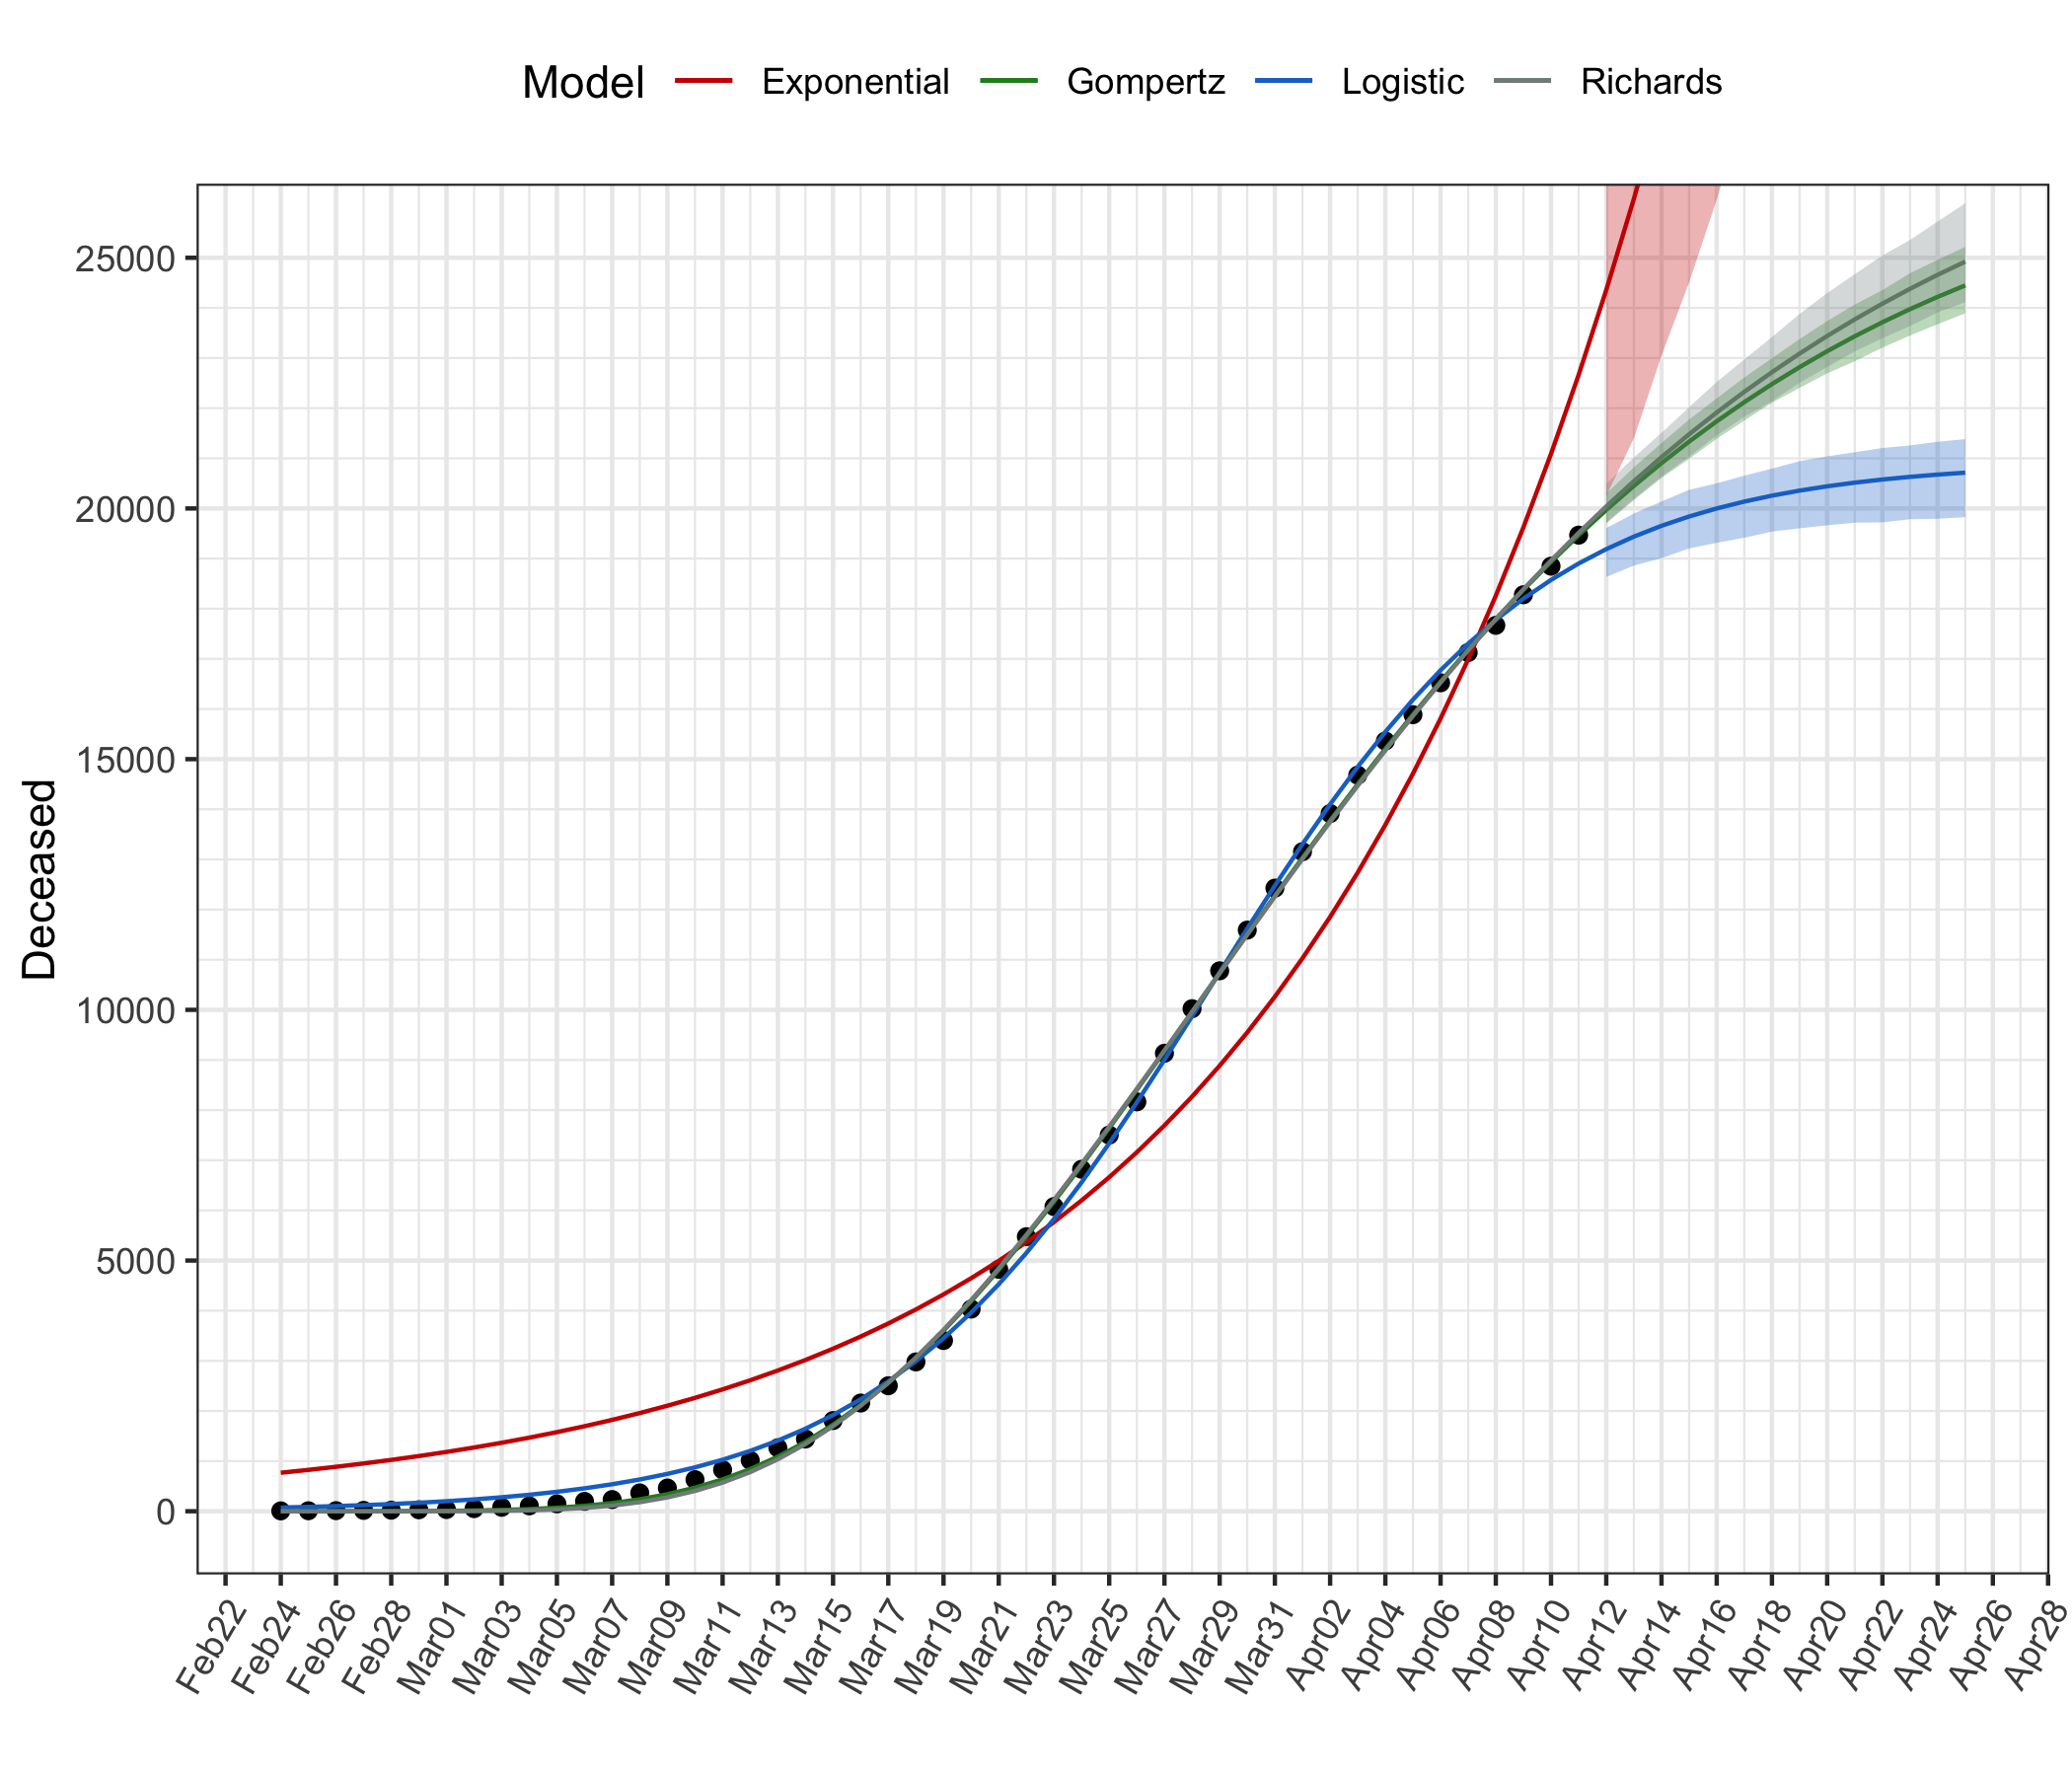 Model Exponential Gompertz Logistic Richards
25000
20000
15000
10000
5000
0
Deceased
Feb22 Feb24 Feb26 Feb28 Mar01 Mar03 Mar05 Mar07 Mar09 Mar11 Mar13 Mar15 Mar17 Mar19 Mar21 Mar23 Mar25 Mar27 Mar29 Mar31 Apr02 Apr04 Apr06 Apr08 Apr10 Apr12 Apr14 Apr16 Apr18 Apr20 Apr22 Apr24 Apr26 Apr28